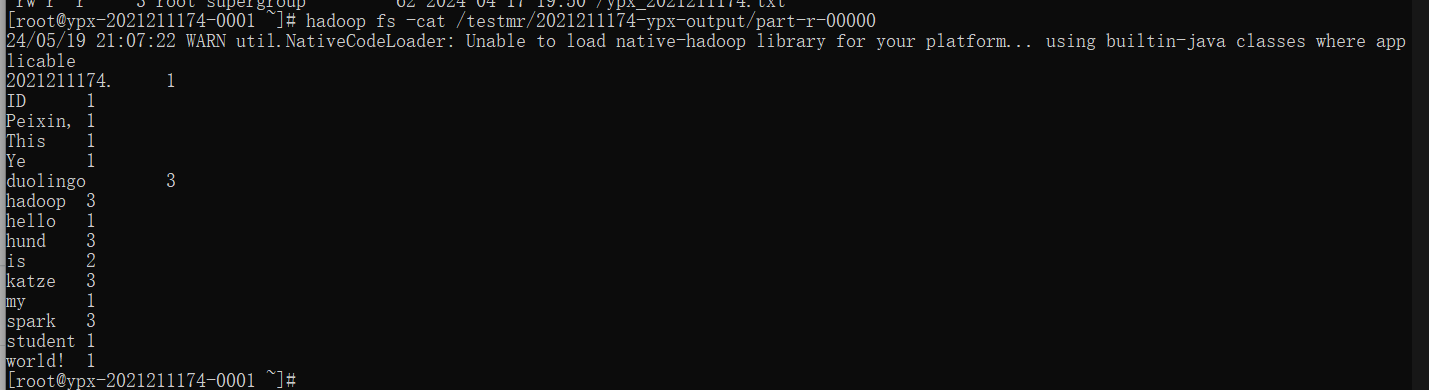 3 root supergroup 62 2024-04-17 19:50 /ypx_2021211174.txt
[root@ypx-2021211174-0001 ~]# hadoop fs -cat /testmr/2021211174-ypx-output/part-r-00000
24/05/19 21:07:22 WARN util.NativeCodeLoader: Unable to load native-hadoop library for your platform... using builtin-java classes where app
licable
2021211174. 1
ID 1
Peixin, 1
This 1
Ye 1
duolingo 3
hadoop 3
hello 1
hund 3
is 2
katze 3
my 1
spark 3
student 1
world! 1
[root@ypx-2021211174-0001 ~]#